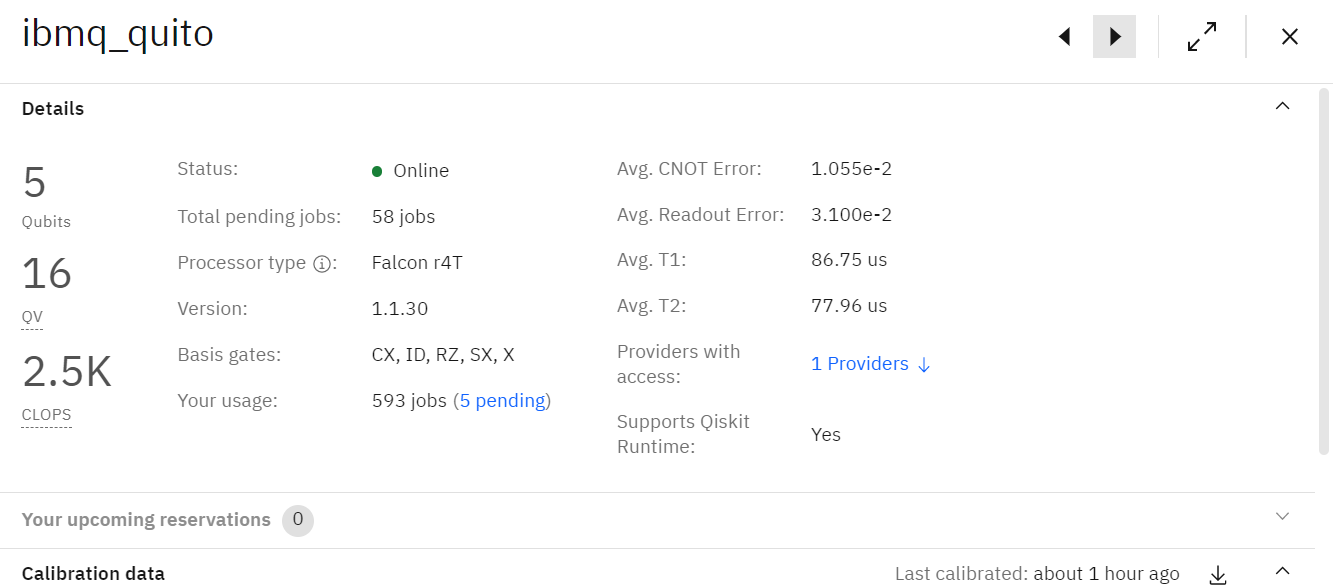 ibmq_quito
Details
5
Qubits
16
QV
2.5K
CLOPS
Status: Online
Total pending jobs: 58 jobs
Processor type : Falcon r4T
Version: 1.1.30
Basis gates: CX, ID, RZ, SX, X
Your usage: 593 jobs (5 pending)
Avg. CNOT Error: 1.055e-2
Avg. Readout Error: 3.100e-2
Avg. T1: 86.75 us
Avg. T2: 77.96 us
Providers with
access:
1 Providers ↓
Supports Qiskit
Runtime:
Yes
Your upcoming reservations 0
Calibration data
Last calibrated: about 1 hour ago